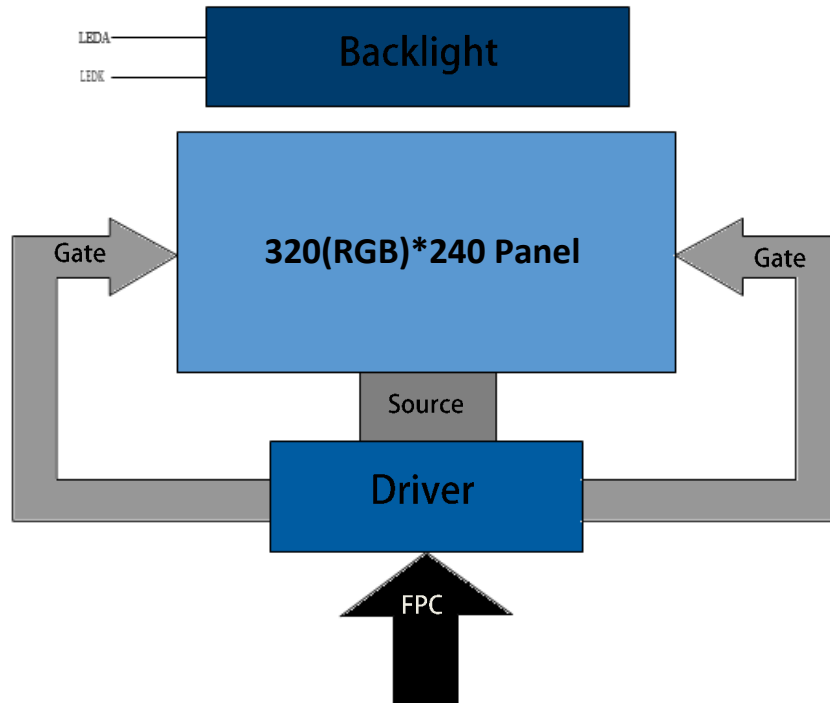 LEDA
Backlight
LEDK
Gate
320(RGB)*240 Panel
Gate
Source
Driver
FPC